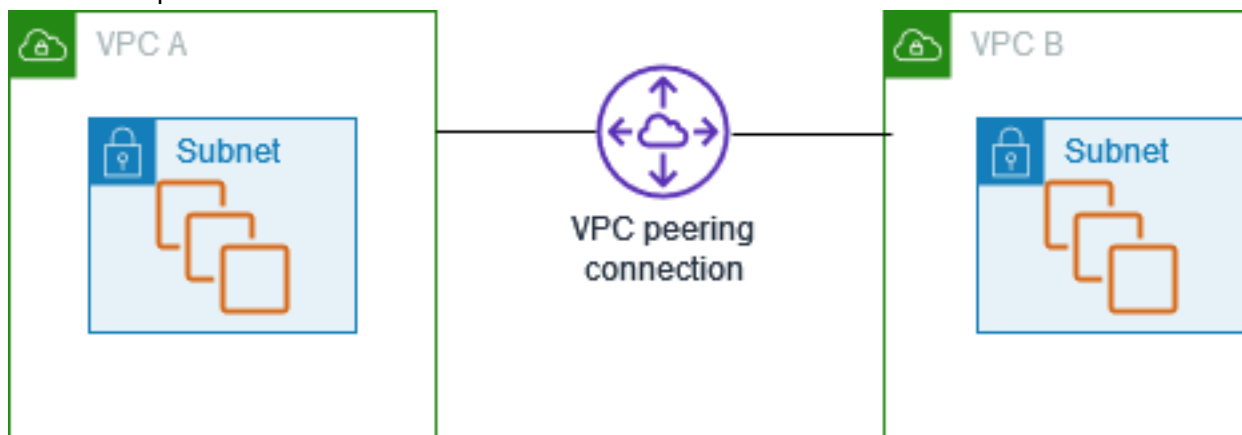 VPC A
VPC B
Subnet
Subnet
VPC peering
connection